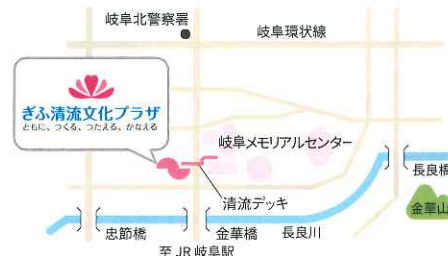 岐阜北警察署
岐阜環状線
ぎふ清流文化プラザ
ともに、つくる、つたえる、かなえる
岐阜メモリアルセンター
長良橋
清流デッキ
金華山
忠節橋
金華橋
長良川
至 JR 岐阜駅